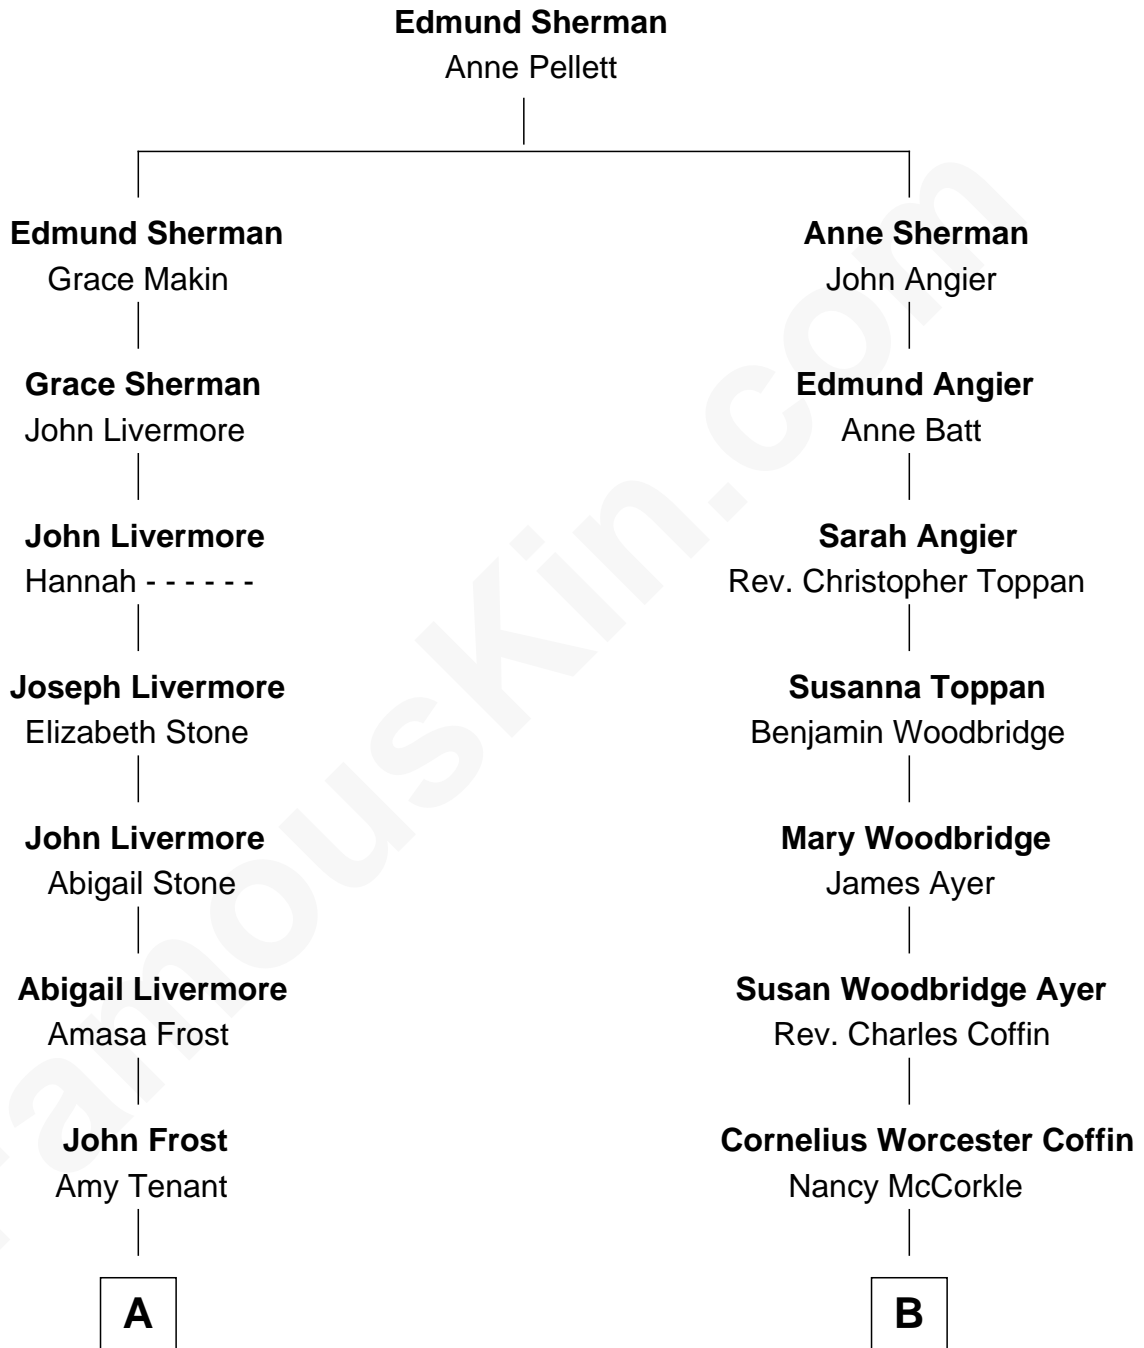 Edmund Sherman
Anne Pellett
Edmund Sherman
Grace Makin
Grace Sherman
John Livermore
John Livermore
Hannah - - - - - -
Joseph Livermore
Elizabeth Stone
John Livermore
Abigail Stone
Abigail Livermore
Amasa Frost
John Frost
Amy Tenant
A
Anne Sherman
John Angier
Edmund Angier
Anne Batt
Sarah Angier
Rev. Christopher Toppan
Susanna Toppan
Benjamin Woodbridge
Mary Woodbridge
James Ayer
Susan Woodbridge Ayer
Rev. Charles Coffin
Cornelius Worcester Coffin
Nancy McCorkle
B
FamousKin.com